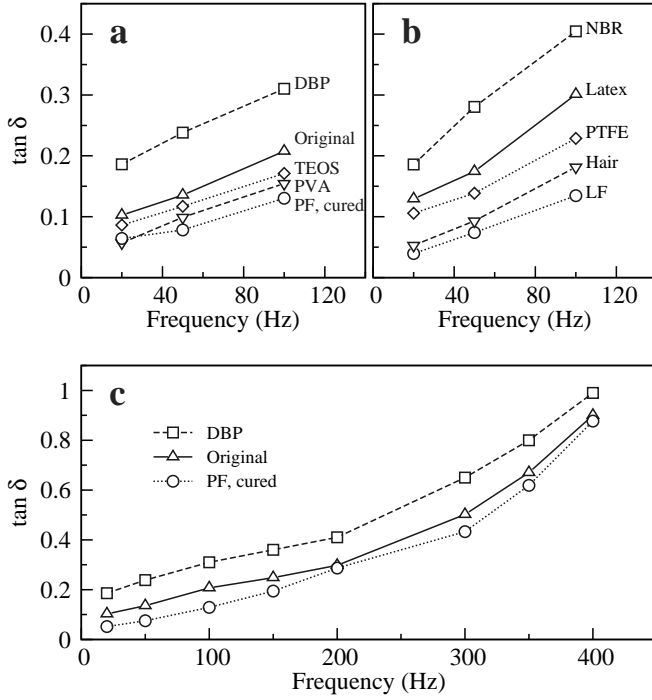 a
b
0.4
0.3
0.2
0.1
0
tan δ
DBP
Original
TEOS
PVA
PF, cured
NBR
Latex
PTFE
Hair
LF
0 40 80 120
0 40 80 120
Frequency (Hz)
Frequency (Hz)
c
1
0.8
0.6
0.4
0.2
0
tan δ
DBP
Original
PF, cured
0 100 200 300 400
Frequency (Hz)